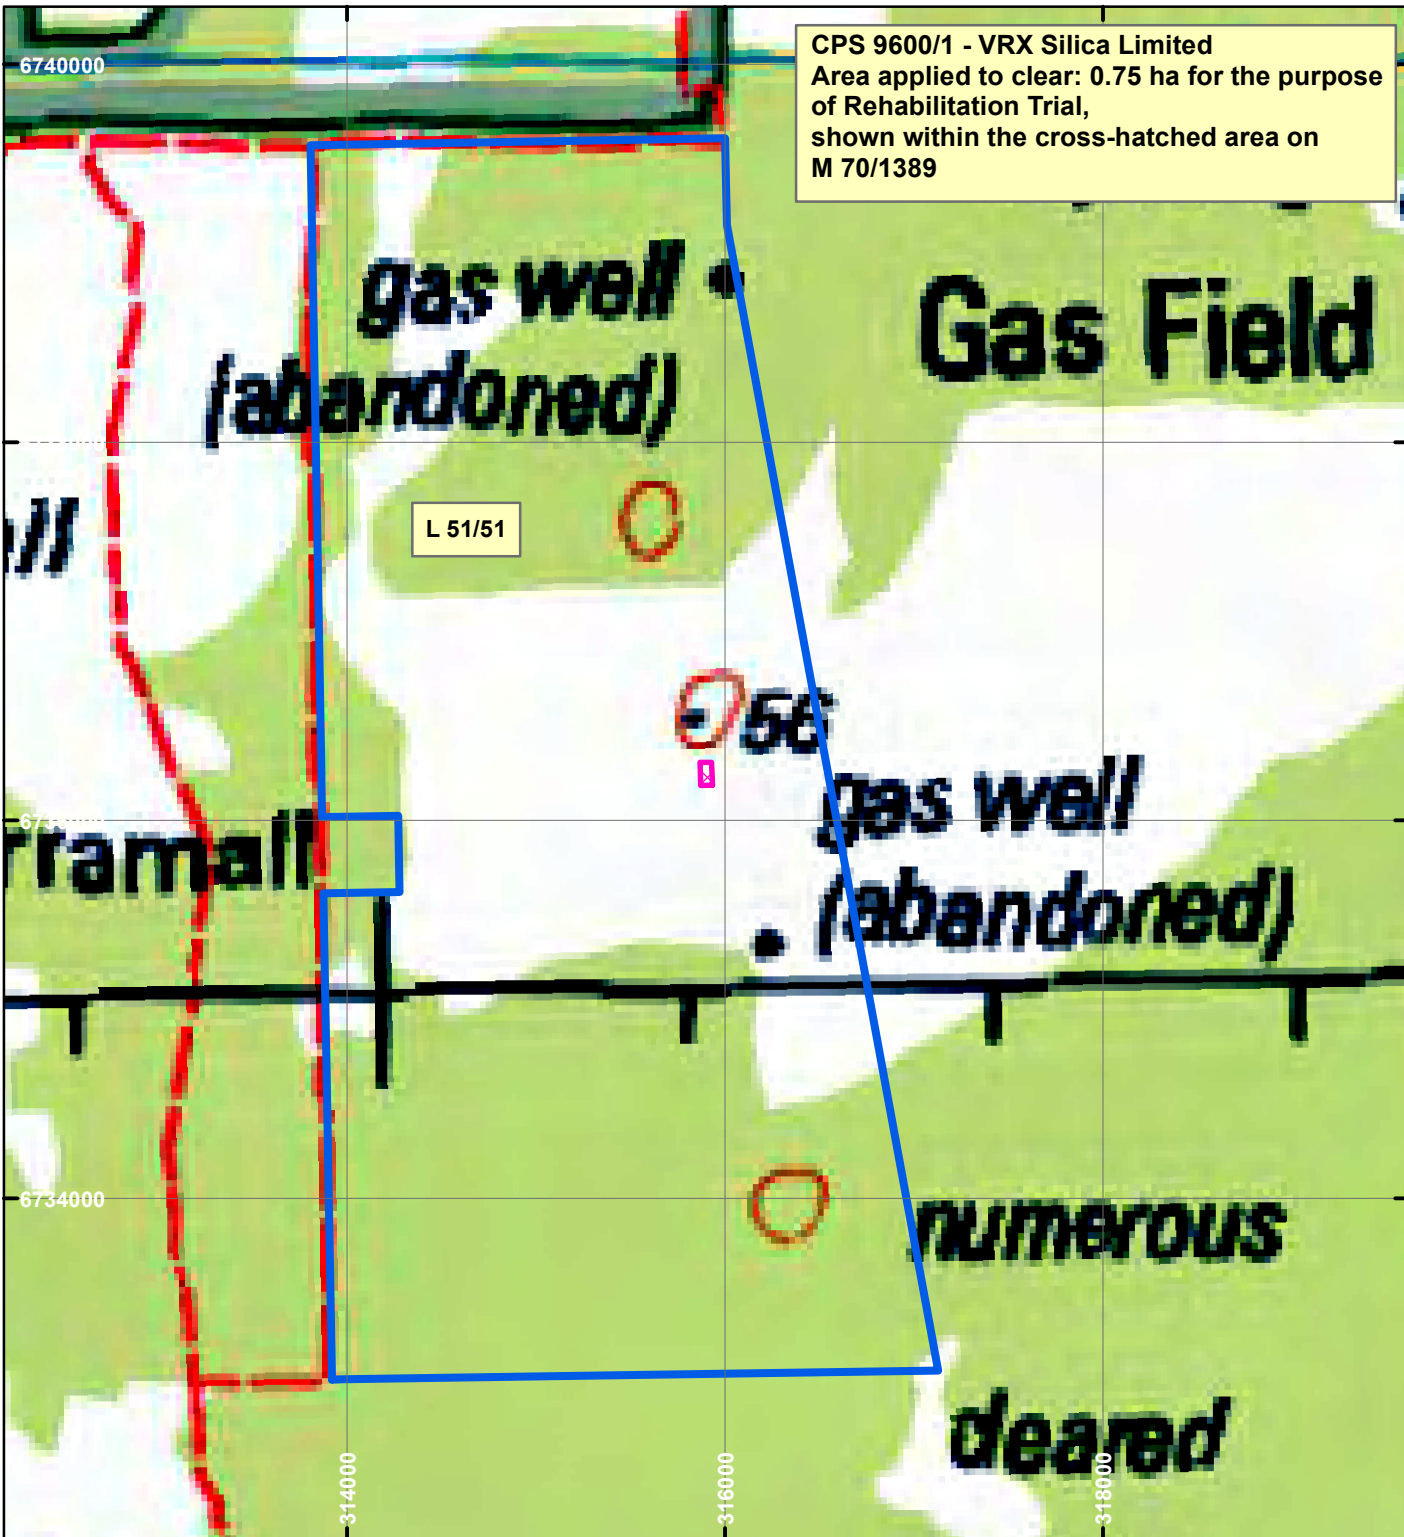 6740000
CPS 9600/1 - VRX Silica Limited
Area applied to clear: 0.75 ha for the purpose
of Rehabilitation Trial,
shown within the cross-hatched area on
M 70/1389
gas well
(abandoned)
Gas Field
L 51/51
56
gas well
(abandoned)
rramall
6734000
numerous
cleared
314000
316000
318000